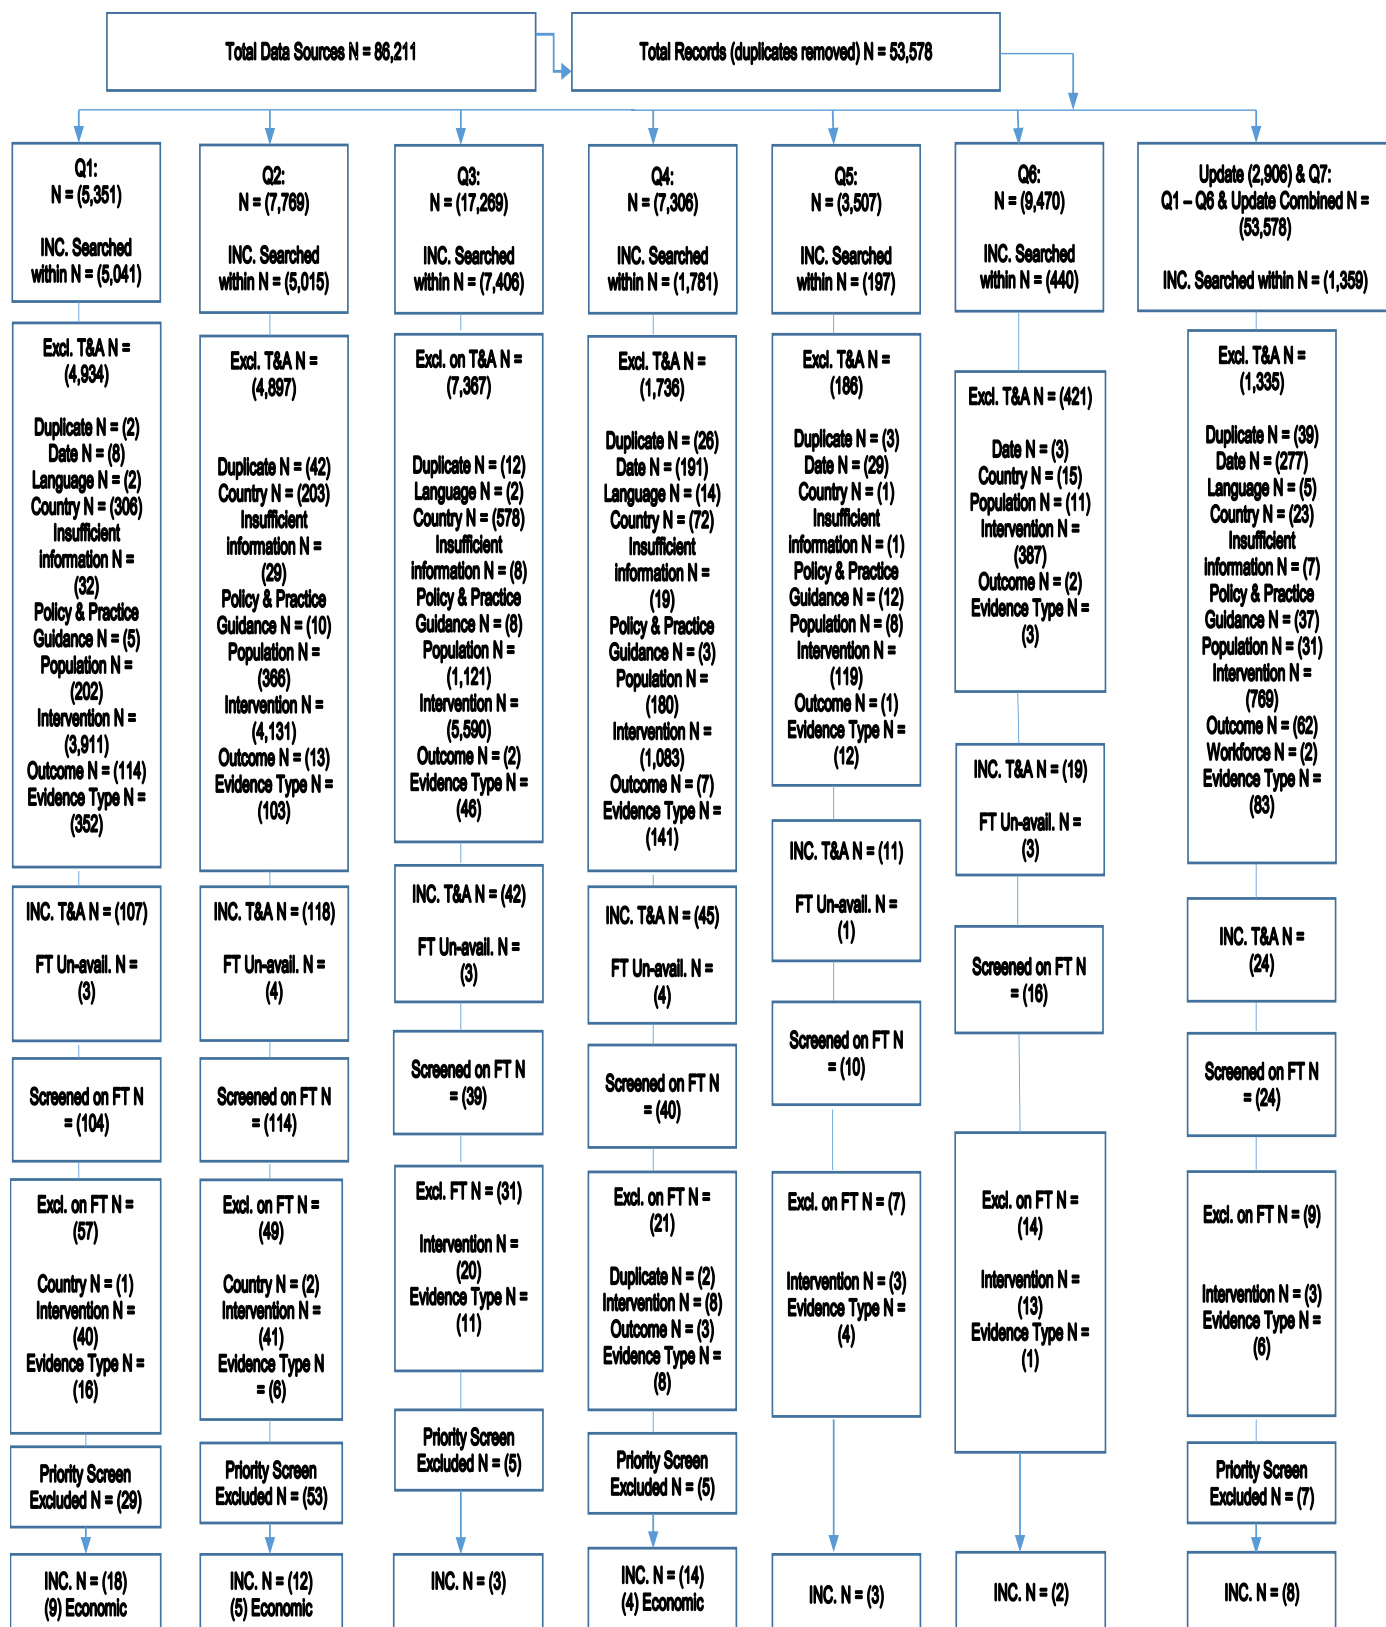 Total Data Sources N = 86,211
Total Records (duplicates removed) N = 53,578
Q1:
N = (5,351)
INC. Searched
within N = (5,041)
Excl. T&A N =
(4,934)
Duplicate N = (2)
Date N = (8)
Language N = (2)
Country N = (306)
Insufficient
information N =
(32)
Policy & Practice
Guidance N = (5)
Population N =
(202)
Intervention N =
(3,911)
Outcome N = (114)
Evidence Type N =
(352)
INC. T&A N = (107)
FT Un-avail. N =
(3)
Screened on FT N
= (104)
Excl. on FT N =
(57)
Country N = (1)
Intervention N =
(40)
Evidence Type N =
(16)
Priority Screen
Excluded N = (29)
INC. N = (18)
(9) Economic
Q2:
N = (7,769)
INC. Searched
within N = (5,015)
Excl. T&A N =
(4,897)
Duplicate N = (42)
Country N = (203)
Insufficient
information N =
(29)
Policy & Practice
Guidance N = (10)
Population N =
(366)
Intervention N =
(4,131)
Outcome N = (13)
Evidence Type N =
(103)
INC. T&A N = (118)
FT Un-avail. N =
(4)
Screened on FT N
= (114)
Excl. on FT N =
(49)
Country N = (2)
Intervention N =
(41)
Evidence Type N
= (6)
Priority Screen
Excluded N = (53)
INC. N = (12)
(5) Economic
Q3:
N = (17,269)
INC. Searched
within N = (7,406)
Excl. on T&A N =
(7,367)
Duplicate N = (12)
Language N = (2)
Country N = (578)
Insufficient
information N = (8)
Policy & Practice
Guidance N = (8)
Population N =
(1,121)
Intervention N =
(5,590)
Outcome N = (2)
Evidence Type N =
(46)
INC. T&A N = (42)
FT Un-avail. N =
(3)
Screened on FT N
= (39)
Excl. FT N = (31)
Intervention N =
(20)
Evidence Type N =
(11)
Priority Screen
Excluded N = (5)
INC. N = (3)
Q4:
N = (7,306)
INC. Searched
within N = (1,781)
Excl. T&A N =
(1,736)
Duplicate N = (26)
Date N = (191)
Language N = (14)
Country N = (72)
Insufficient
information N =
(19)
Policy & Practice
Guidance N = (3)
Population N =
(180)
Intervention N =
(1,083)
Outcome N = (7)
Evidence Type N =
(141)
INC. T&A N = (45)
FT Un-avail. N =
(4)
Screened on FT N
= (40)
Excl. on FT N =
(21)
Duplicate N = (2)
Intervention N = (8)
Outcome N = (3)
Evidence Type N =
(8)
Priority Screen
Excluded N = (5)
INC. N = (14)
(4) Economic
Q5:
N = (3,507)
INC. Searched
within N = (197)
Excl. T&A N =
(186)
Duplicate N = (3)
Date N = (29)
Country N = (1)
Insufficient
information N = (1)
Policy & Practice
Guidance N = (12)
Population N = (8)
Intervention N =
(119)
Outcome N = (1)
Evidence Type N =
(12)
INC. T&A N = (11)
FT Un-avail. N =
(1)
Screened on FT N
= (10)
Excl. on FT N = (7)
Intervention N = (3)
Evidence Type N =
(4)
INC. N = (3)
Q6:
N = (9,470)
INC. Searched
within N = (440)
Excl. T&A N = (421)
Date N = (3)
Country N = (15)
Population N = (11)
Intervention N =
(387)
Outcome N = (2)
Evidence Type N =
(3)
INC. T&A N = (19)
FT Un-avail. N =
(3)
Screened on FT N
= (16)
Excl. on FT N =
(14)
Intervention N =
(13)
Evidence Type N =
(1)
INC. N = (2)
Update (2,906) & Q7:
Q1 – Q6 & Update Combined N =
(53,578)
INC. Searched within N = (1,359)
Excl. T&A N =
(1,335)
Duplicate N = (39)
Date N = (277)
Language N = (5)
Country N = (23)
Insufficient
information N = (7)
Policy & Practice
Guidance N = (37)
Population N = (31)
Intervention N =
(769)
Outcome N = (62)
Workforce N = (2)
Evidence Type N =
(83)
INC. T&A N =
(24)
Screened on FT N
= (24)
Excl. on FT N = (9)
Intervention N = (3)
Evidence Type N =
(6)
Priority Screen
Excluded N = (7)
INC. N = (8)